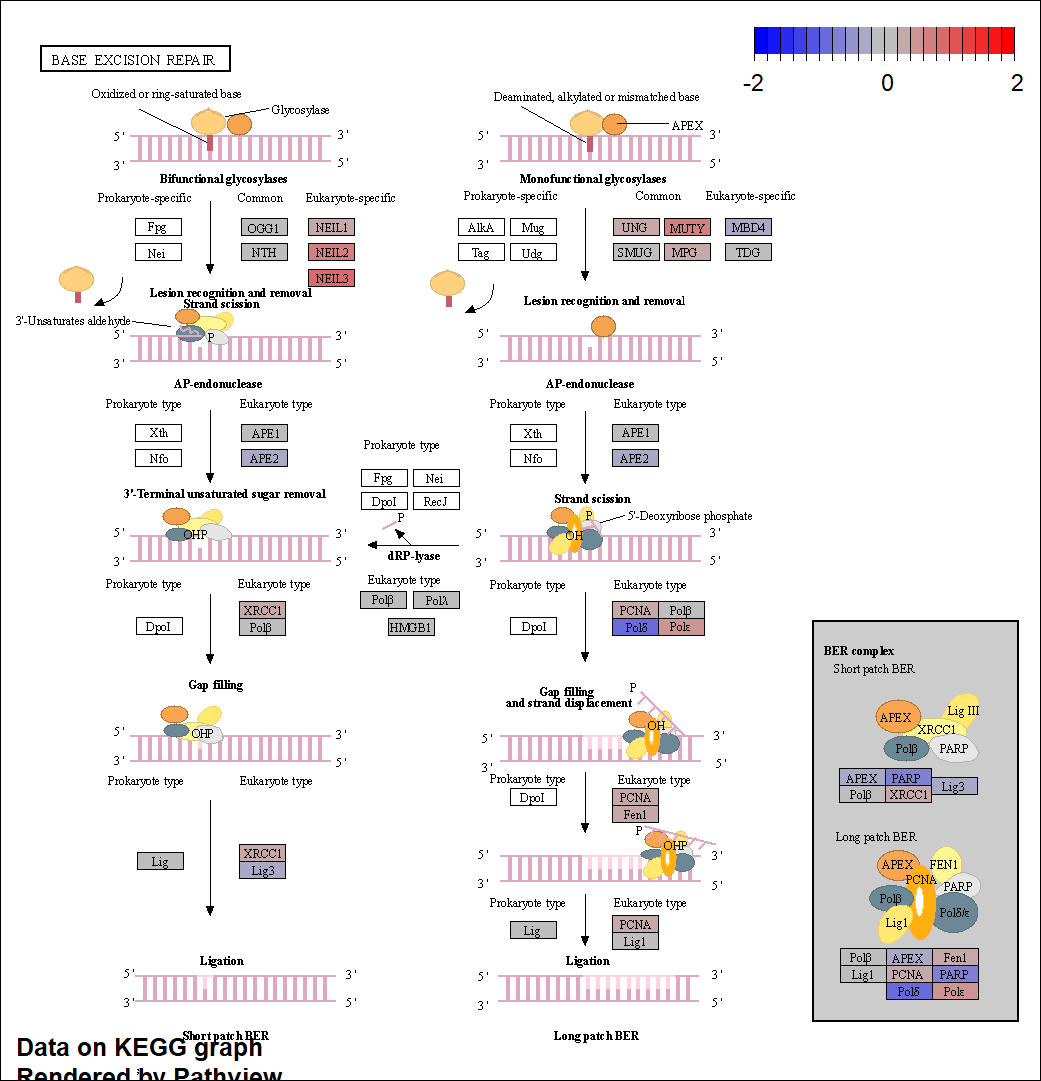 -2 0 2
BASE EXCISION REPAIR
Oxidized or ring-saturated base
Glycosylase
5' 3'
3' 5'
Bifunctional glycosylases
Prokaryote-specific Common Eukaryote-specific
Fpg OGG1 NEIL1
Nei NTH NEIL2
NEIL3
Lesion recognition and removal
Strand scission
3'-Unsaturates aldehyde
P
5' 3'
3' 5'
AP-endonuclease
Prokaryote type Eukaryote type
Xth APE1
Nfo APE2
3'-Terminal unsaturated sugar removal
OHP
5' 3'
3' 5'
Prokaryote type Eukaryote type
XRCC1
DpoI Polβ
Gap filling
OHP
5' 3'
3' 5'
Prokaryote type Eukaryote type
XRCC1
Lig Lig3
Ligation
5' 3'
3' 5'
Short patch BER
Deaminated, alkylated or mismatched base
APEX
5' 3'
3' 5'
Monofunctional glycosylases
Prokaryote-specific Common Eukaryote-specific
AlkA Mug UNG MUTY MBD4
Tag Udg SMUG MPG TDG
Lesion recognition and removal
5' 3'
3' 5'
AP-endonuclease
Prokaryote type Eukaryote type
Xth APE1
Nfo APE2
Prokaryote type
Fpg Nei
DpoI RecJ
P
dRP-lyase
Eukaryote type
Polβ Polλ
HMGB1
Strand scission
P
5'-Deoxyribose phosphate
OH
5' 3'
3' 5'
Prokaryote type Eukaryote type
PCNA Polβ
DpoI Polδ Polε
Gap filling
and strand displacement
P
OH
5' 3'
3' 5'
Prokaryote type Eukaryote type
DpoI PCNA
Fen1
P
OHP
5' 3'
3' 5'
Prokaryote type Eukaryote type
PCNA
Lig Lig1
Ligation
5' 3'
3' 5'
Long patch BER
BER complex
Short patch BER
APEX Lig III
XRCC1
Polβ PARP
APEX PARP Lig3
Polβ XRCC1
Long patch BER
APEX FEN1
PCNA PARP
Polβ
Polδ/ε
Lig1
Polβ APEX Fen1
Lig1 PCNA PARP
Polδ Polε
Data on KEGG graph
Rendered by Pathview